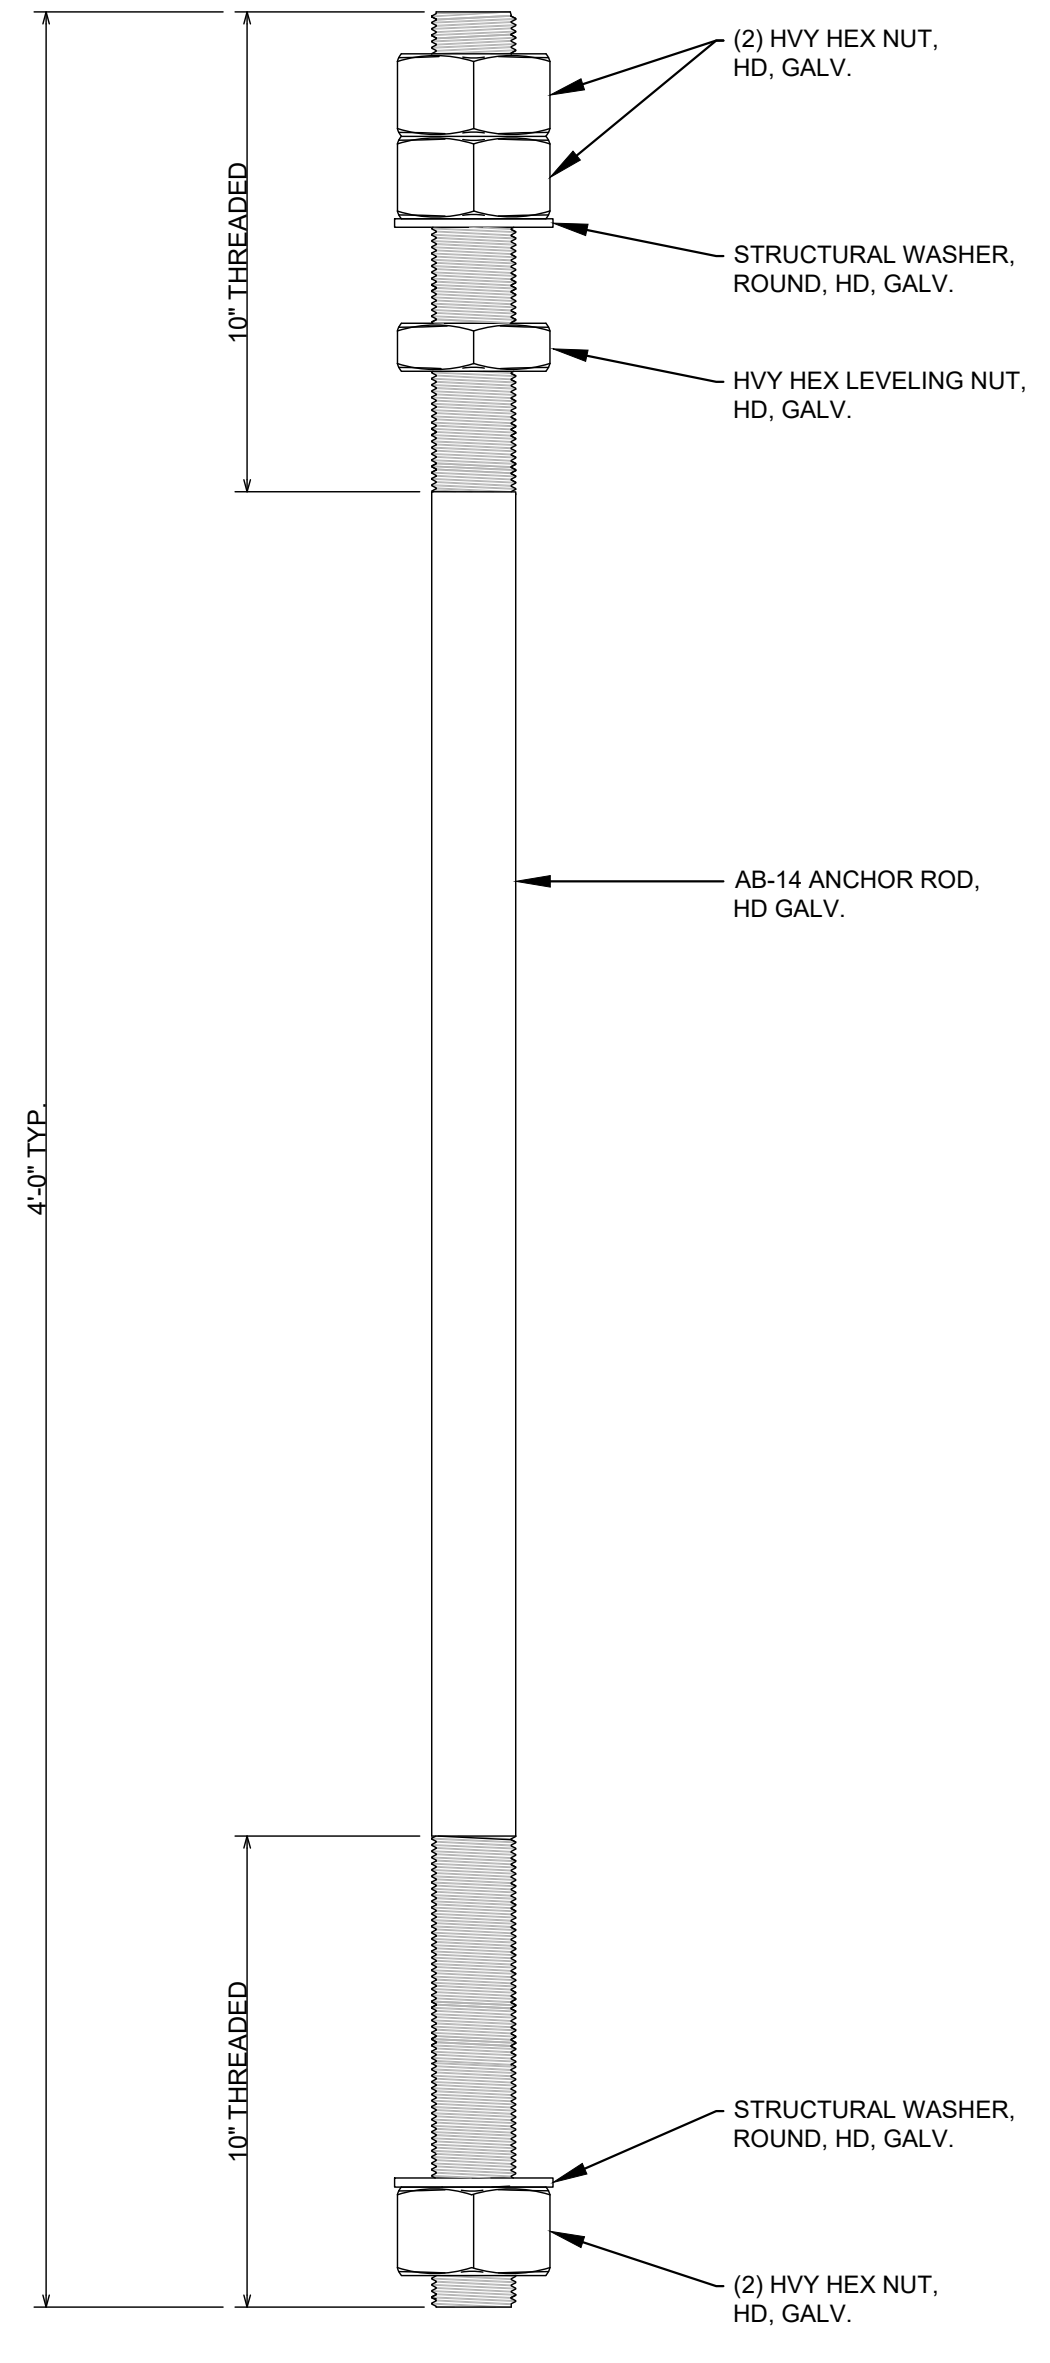 (2) HVY HEX NUT,
HD, GALV.
10" THREADED
STRUCTURAL WASHER,
ROUND, HD, GALV.
HVY HEX LEVELING NUT,
HD, GALV.
AB-14 ANCHOR ROD,
HD GALV.
4'-0" TYP.
10" THREADED
STRUCTURAL WASHER,
ROUND, HD, GALV.
(2) HVY HEX NUT,
HD, GALV.